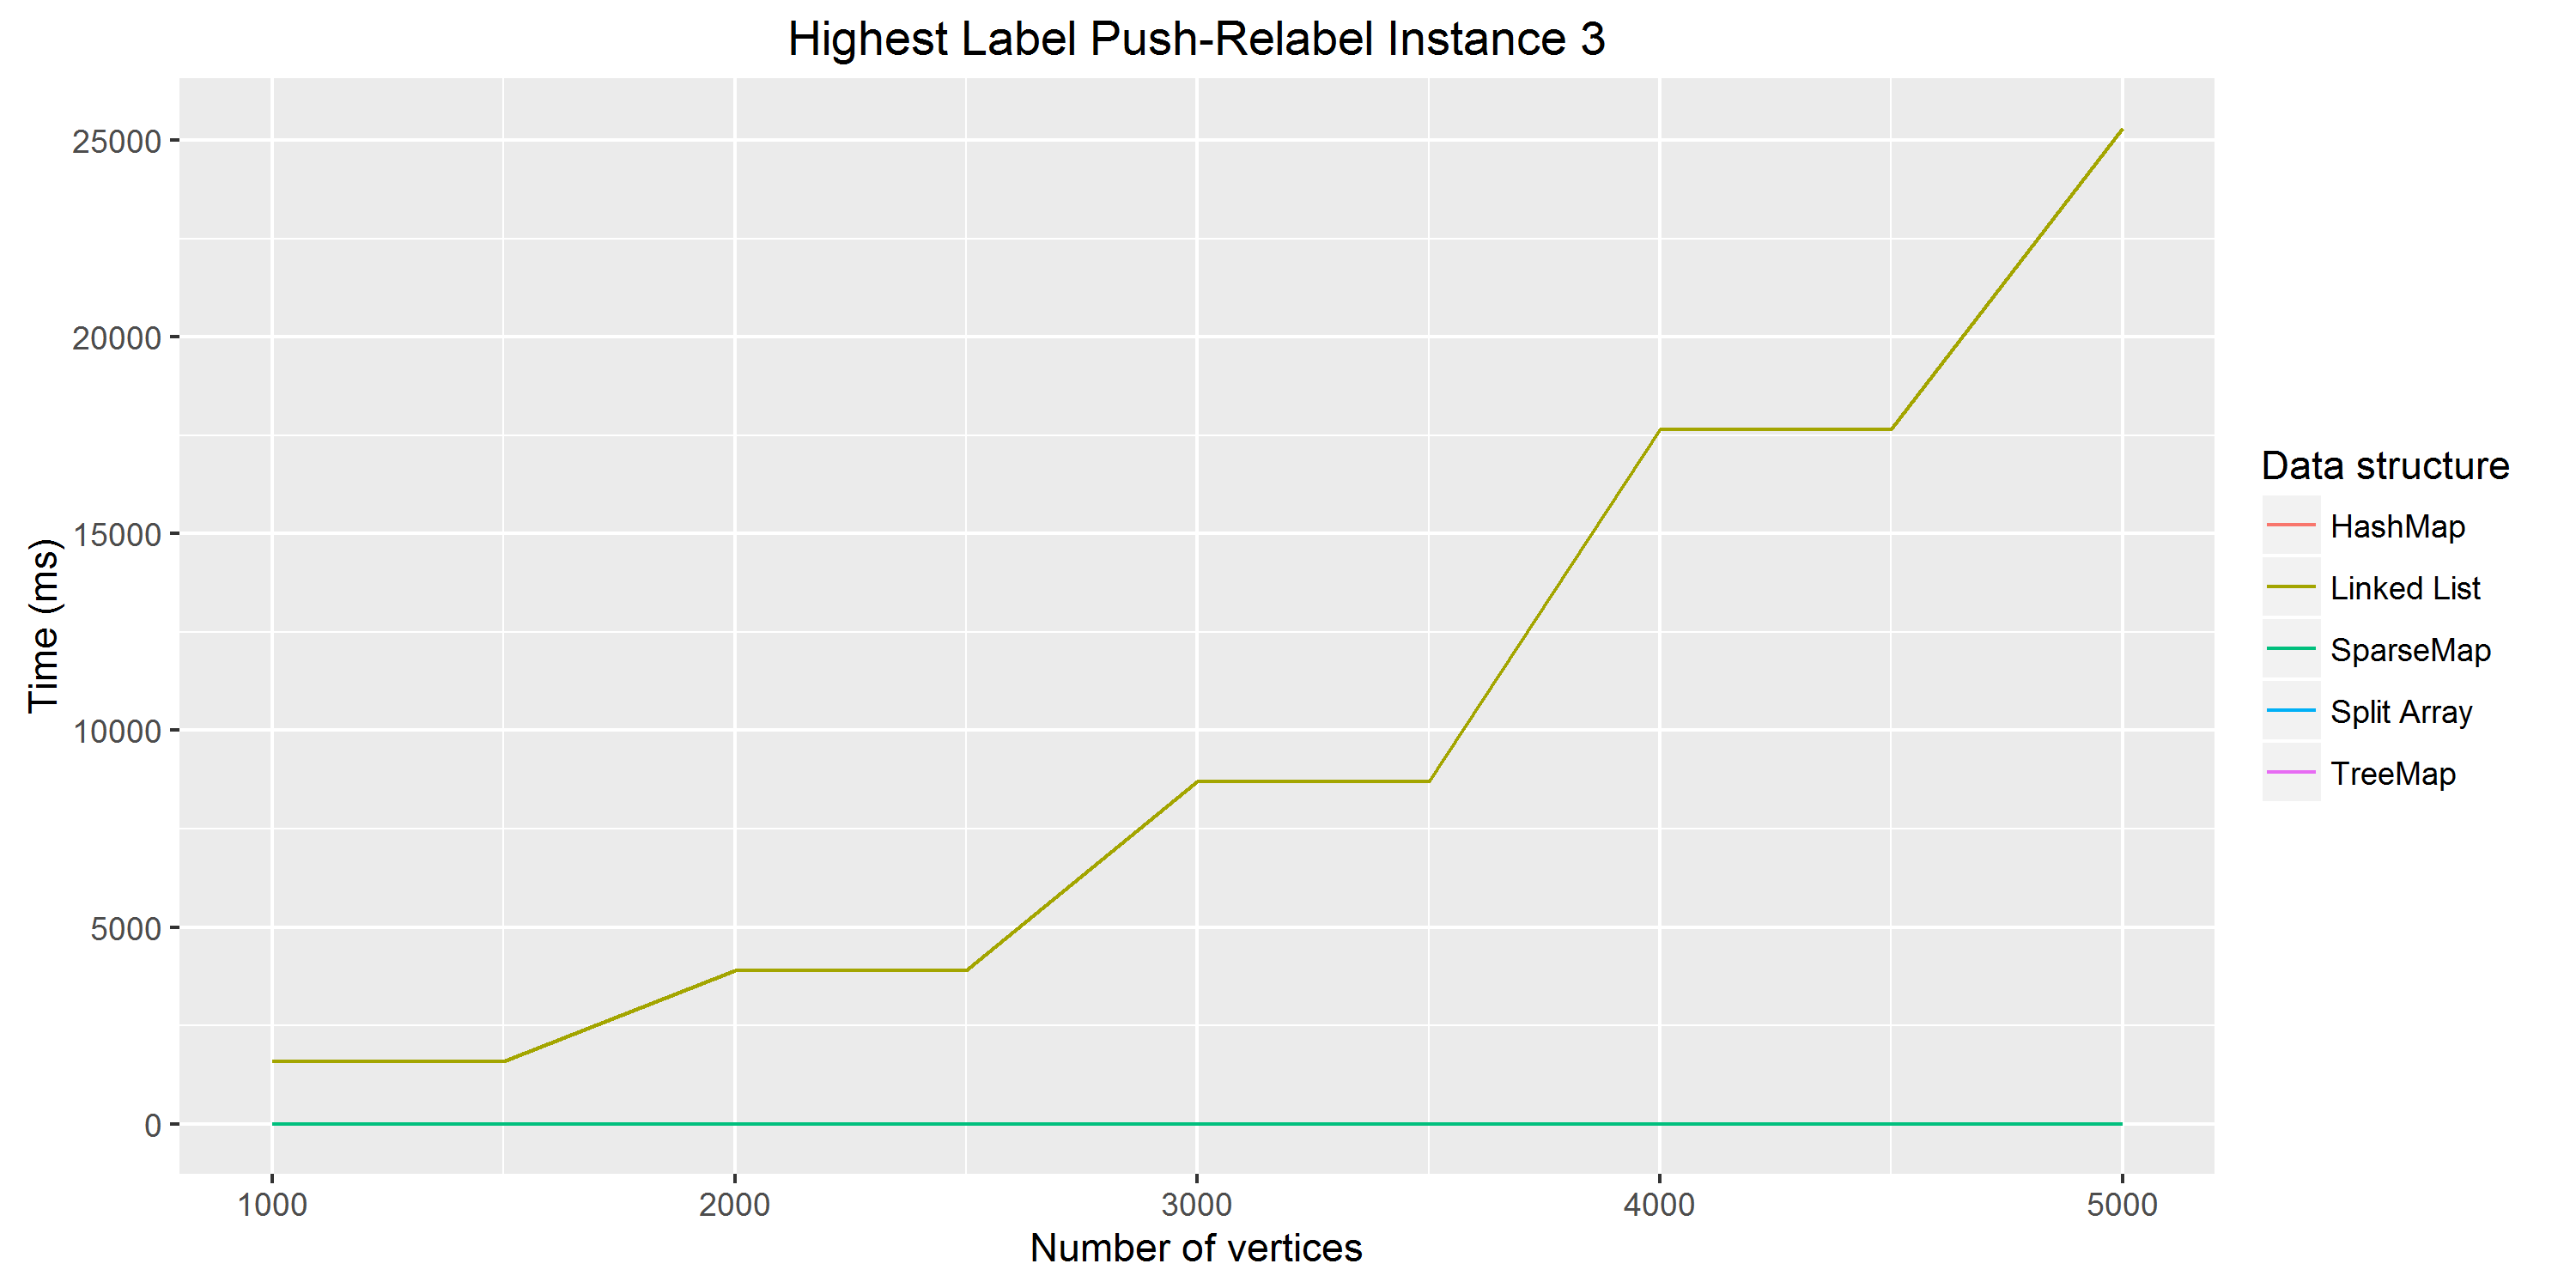 Highest Label Push-Relabel Instance 3
25000
20000
15000
10000
5000
0
Time (ms)
1000 2000 3000 4000 5000
Number of vertices
Data structure
HashMap
Linked List
SparseMap
Split Array
TreeMap